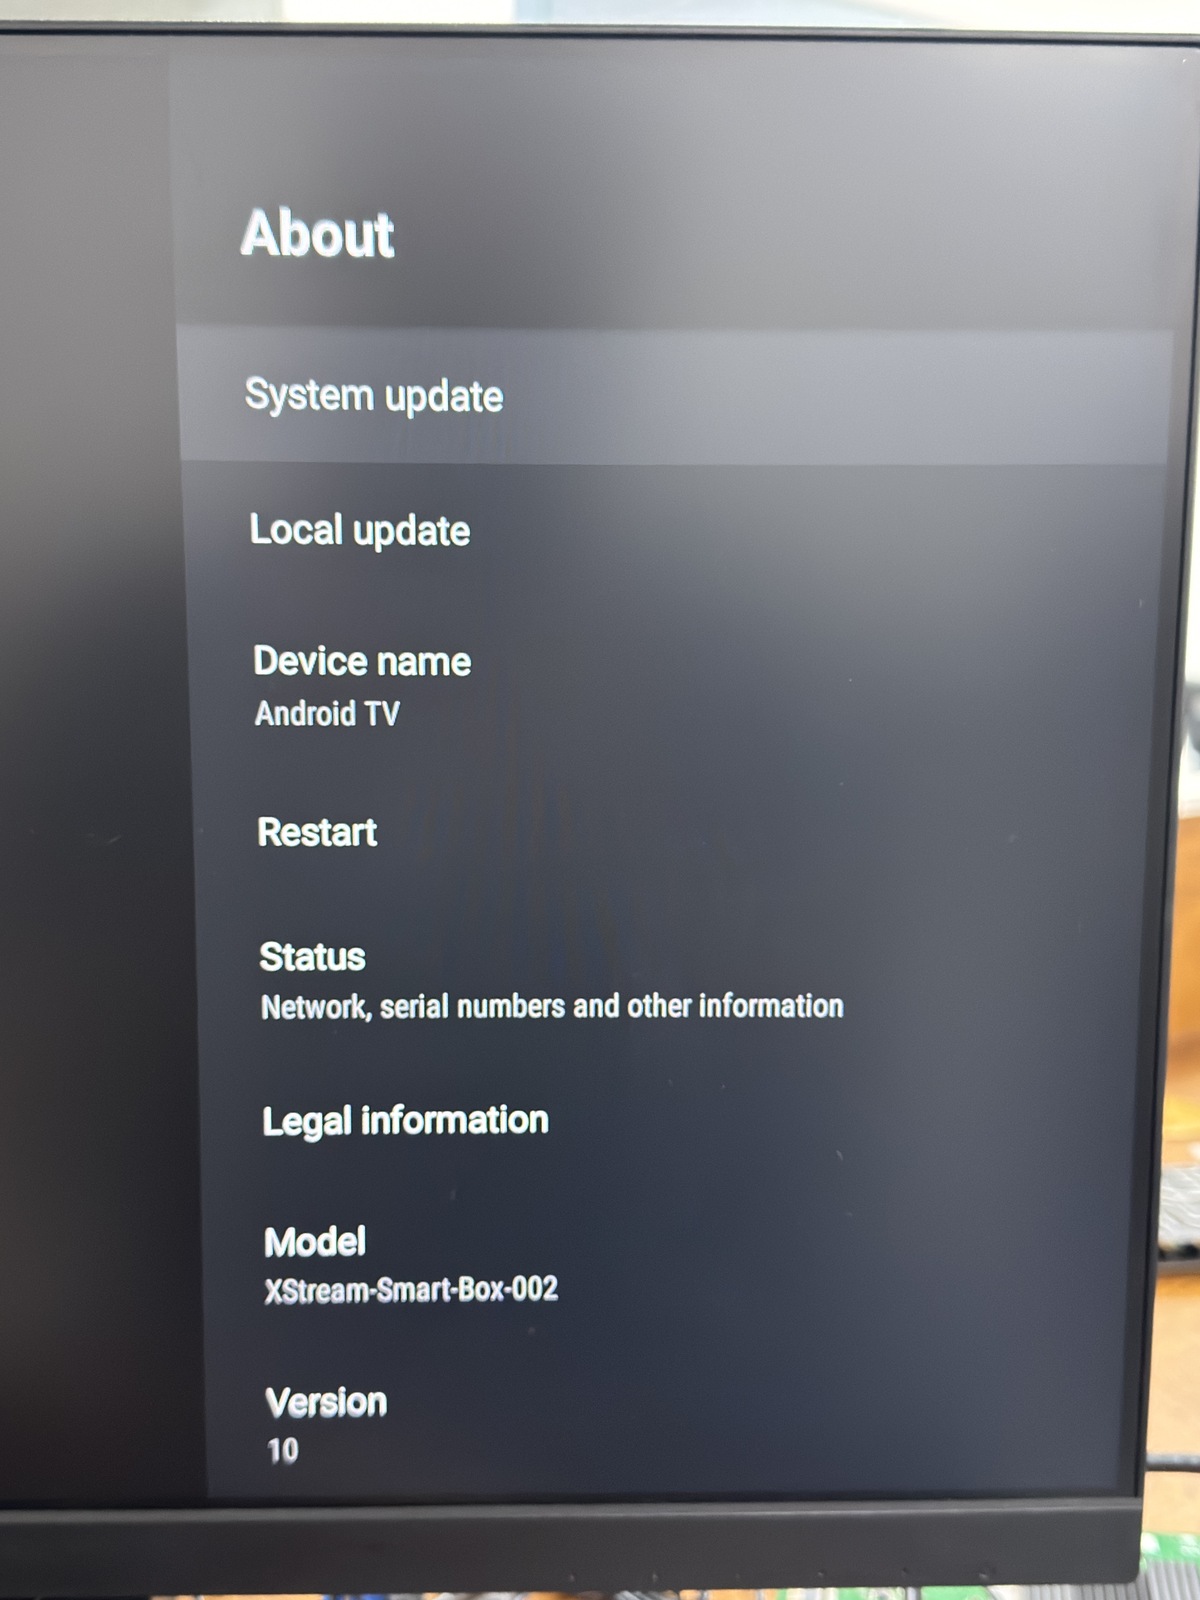 About
System update
Local update
Device name
Android TV
Restart
Status
Network, serial numbers and other information
Legal information
Model
XStream-Smart-Box-002
Version
10